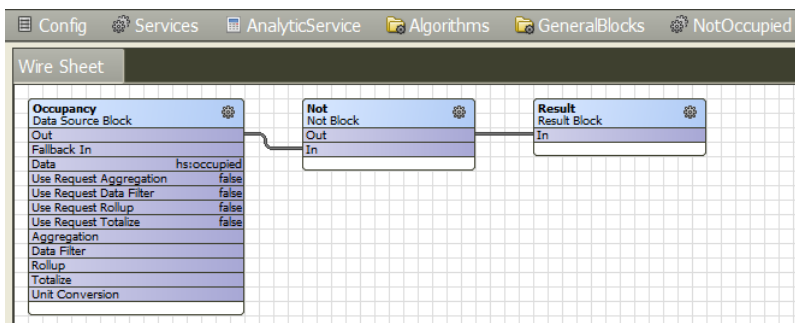 Config Services AnalyticService Algorithms GeneralBlocks NotOccupied
Wire Sheet
Occupancy
Data Source Block
Out
Fallback In
Data hs:occupied
Use Request Aggregation false
Use Request Data Filter false
Use Request Rollup false
Use Request Totalize false
Aggregation
Data Filter
Rollup
Totalize
Unit Conversion
Not
Not Block
Out
In
Result
Result Block
In